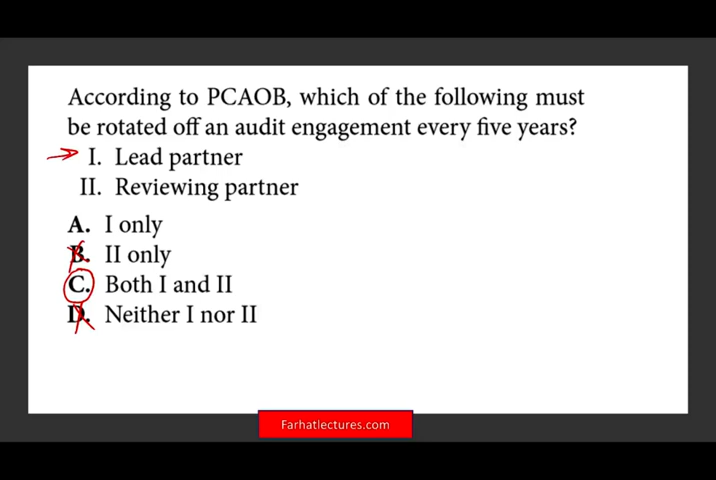 According to PCAOB, which of the following must
be rotated off an audit engagement every five years?
I. Lead partner
II. Reviewing partner
A. I only
B. II only
C. Both I and II
D. Neither I nor II
Farhatlectures.com